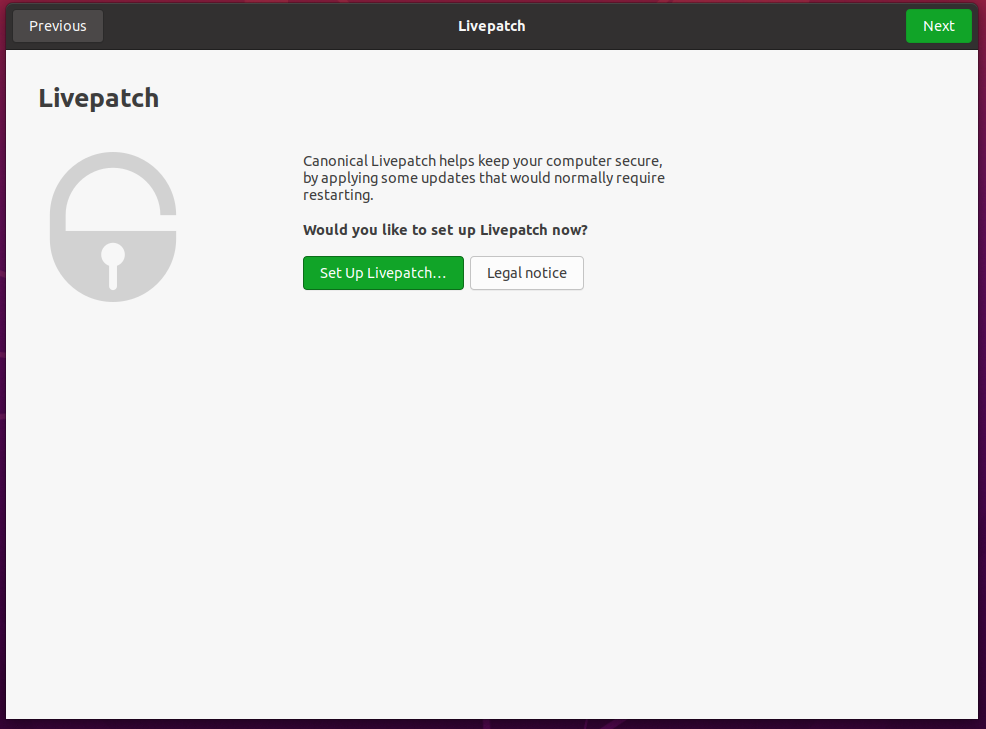 Previous
Livepatch
Next
Livepatch
Canonical Livepatch helps keep your computer secure,
by applying some updates that would normally require
restarting.
Would you like to set up Livepatch now?
Set Up Livepatch…
Legal notice